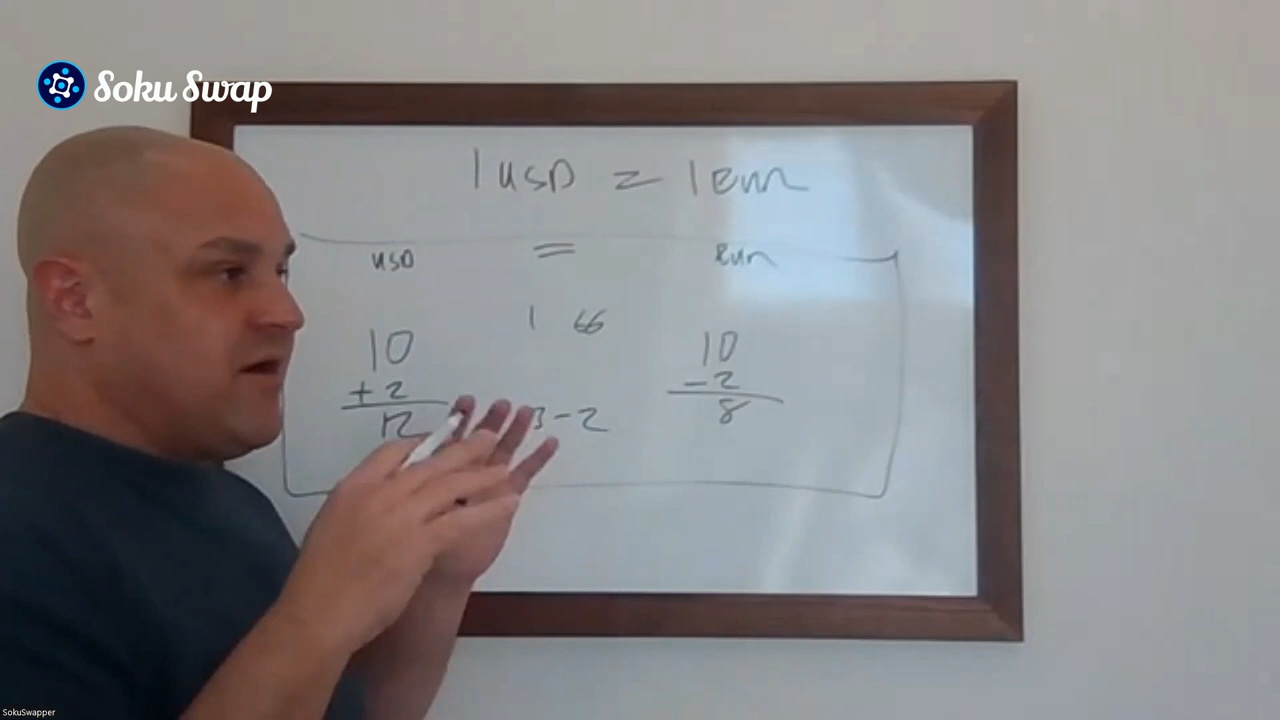 Soku Swap
1 USD = 1 Eur
USD = Eur
1 66
10 10
+2 -2
12 3-2 8
SokuSwapper